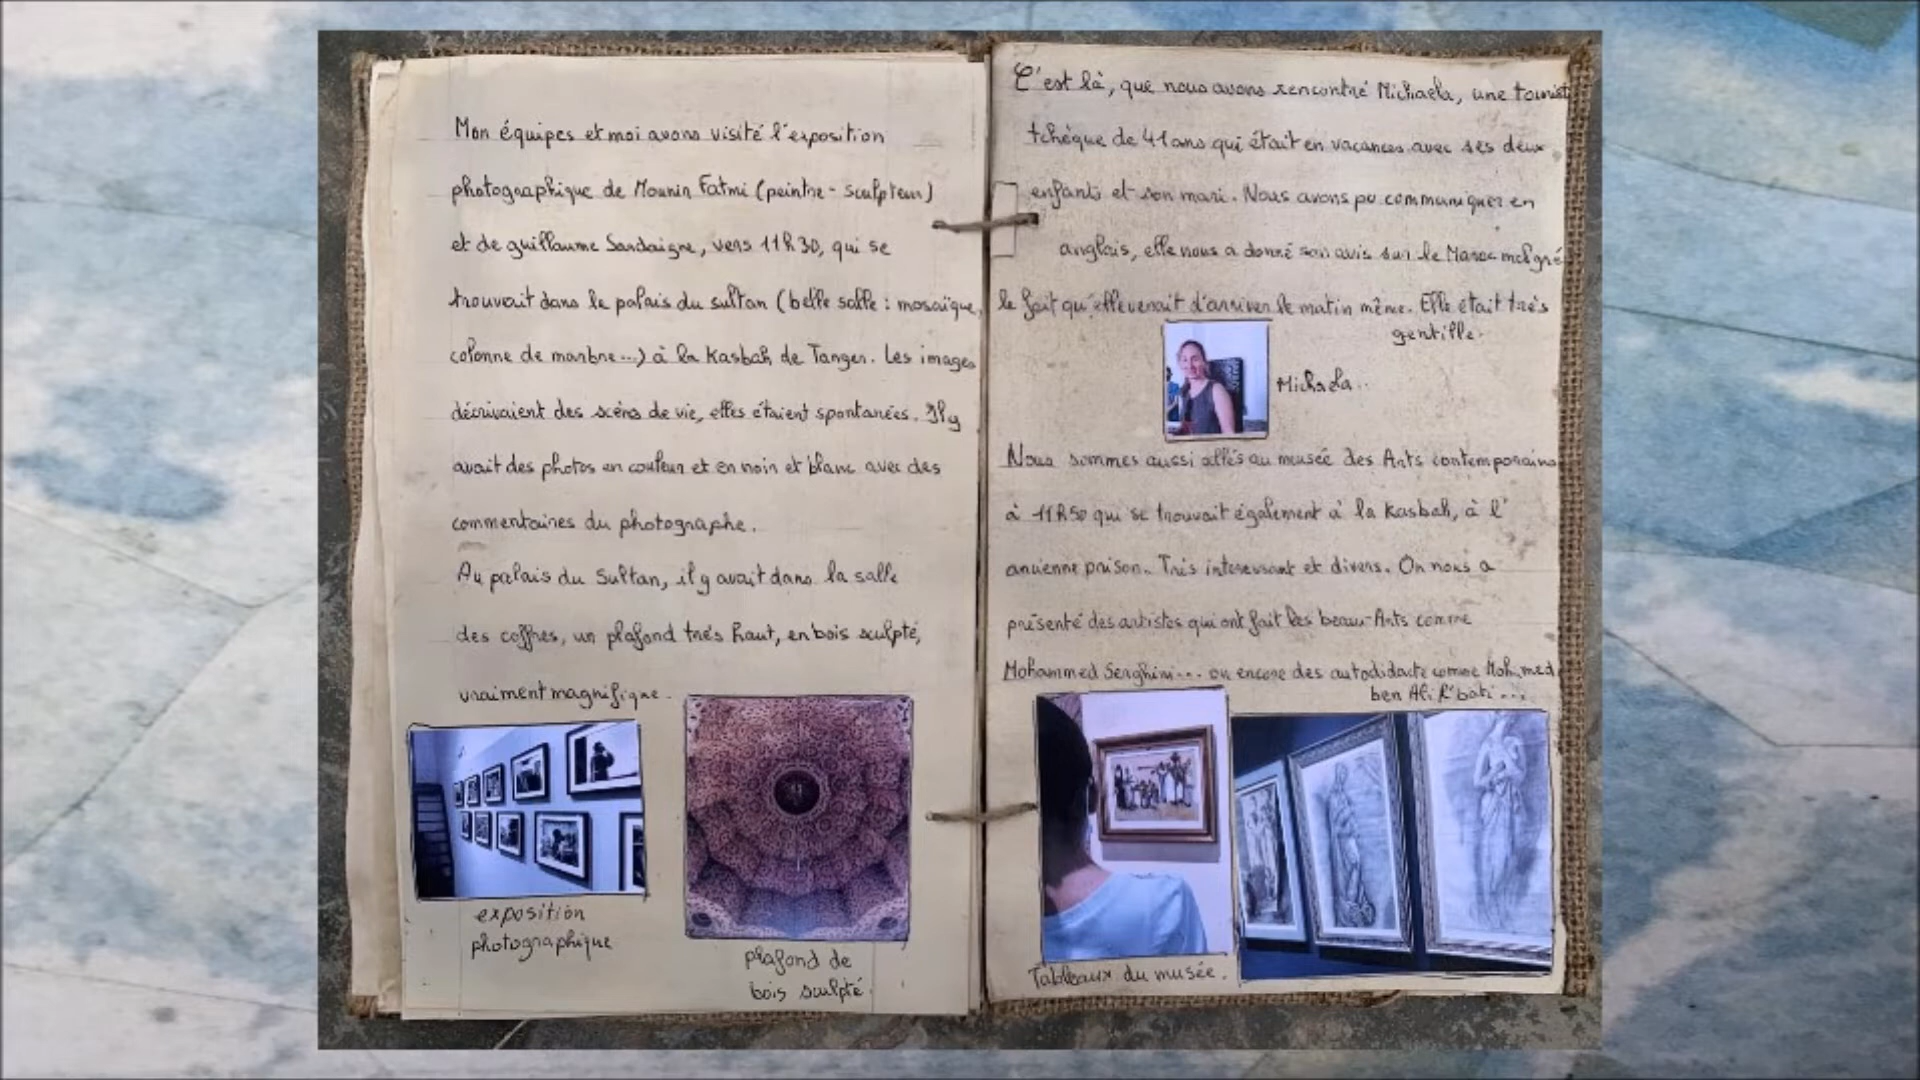 Mon équipes et moi avons visité l'exposition
photographique de Mounir Fatmi (peintre - sculpteur)
et de guillaume Sardaigne, vers 11h30, qui se
trouvait dans le palais du sultan (belle salle : mosaïque,
colonne de marbre...) à la Kasbah de Tanger. Les images
décrivaient des scéns de vie, elles étaient spontanées. Il y
avait des photos en couleur et en noir et blanc avec des
commentaires du photographe.
Au palais du Sultan, il y avait dans la salle
des coffres, un plafond trés haut, en bois sculpté,
vraiment magnifique.
exposition
photographique
plafond de
bois sculpté.
C'est là, que nous avons rencontré Michaela, une tourist
tchèque de 41 ans qui était en vacances avec ses deux
enfants et son mari. Nous avons pu communiquer en
anglais, elle nous a donné son avis sur le Maroc malgré
le fait qu'elle venait d'arriver le matin même. Elle était trés
gentille.
Michaela...
Nous sommes aussi allés au musée des Arts contemporains
à 11h50 qui se trouvait également à la Kasbah, à l'
ancienne prison. Trés interessant et divers. On nous a
présenté des artistes qui ont fait les beaux-Arts comme
Mohammed Serghini... ou encore des autodidacte comme Mohamed
ben Ali R'bati...
Tableaux du musée.